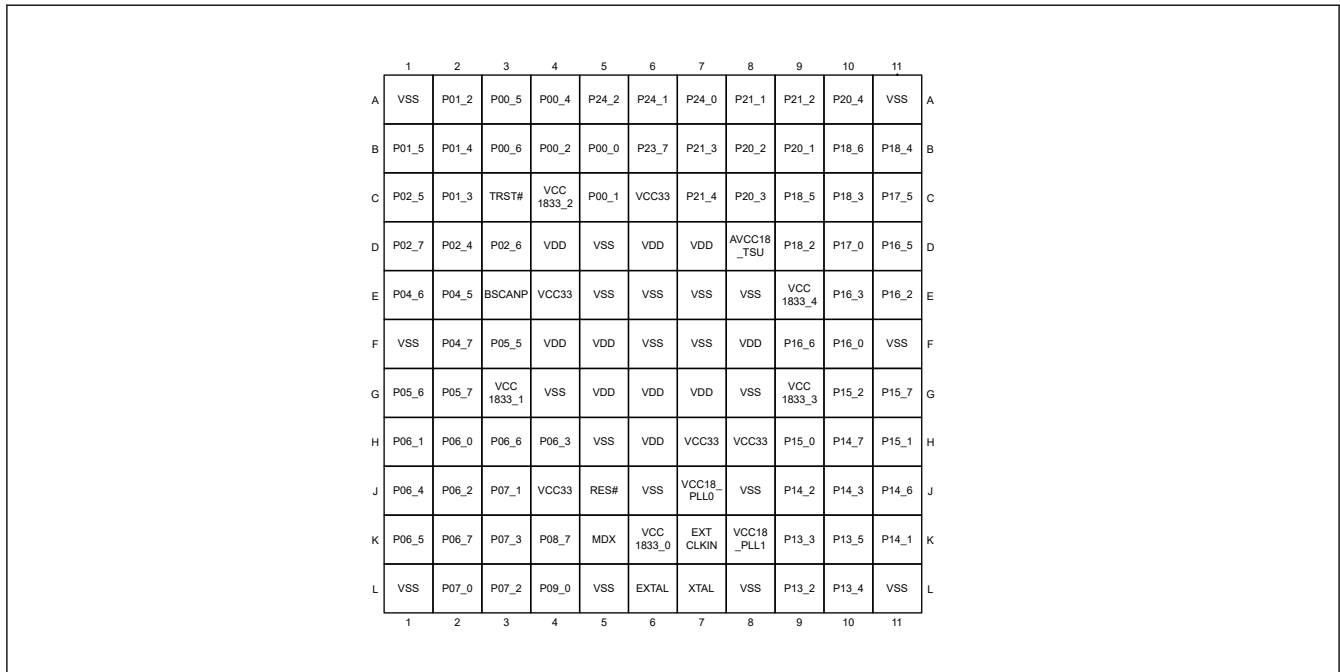 1 2 3 4 5 6 7 8 9 10 11
A VSS P01_2 P00_5 P00_4 P24_2 P24_1 P24_0 P21_1 P21_2 P20_4 VSS A
B P01_5 P01_4 P00_6 P00_2 P00_0 P23_7 P21_3 P20_2 P20_1 P18_6 P18_4 B
C P02_5 P01_3 TRST# VCC 1833_2 P00_1 VCC33 P21_4 P20_3 P18_5 P18_3 P17_5 C
D P02_7 P02_4 P02_6 VDD VSS VDD VDD AVCC18 _TSU P18_2 P17_0 P16_5 D
E P04_6 P04_5 BSCANP VCC33 VSS VSS VSS VSS VCC 1833_4 P16_3 P16_2 E
F VSS P04_7 P05_5 VDD VDD VSS VSS VDD P16_6 P16_0 VSS F
G P05_6 P05_7 VCC 1833_1 VSS VDD VDD VDD VSS VCC 1833_3 P15_2 P15_7 G
H P06_1 P06_0 P06_6 P06_3 VSS VDD VCC33 VCC33 P15_0 P14_7 P15_1 H
J P06_4 P06_2 P07_1 VCC33 RES# VSS VCC18_ PLL0 VSS P14_2 P14_3 P14_6 J
K P06_5 P06_7 P07_3 P08_7 MDX VCC 1833_0 EXT CLKIN VCC18 _PLL1 P13_3 P13_5 P14_1 K
L VSS P07_0 P07_2 P09_0 VSS EXTAL XTAL VSS P13_2 P13_4 VSS L
1 2 3 4 5 6 7 8 9 10 11